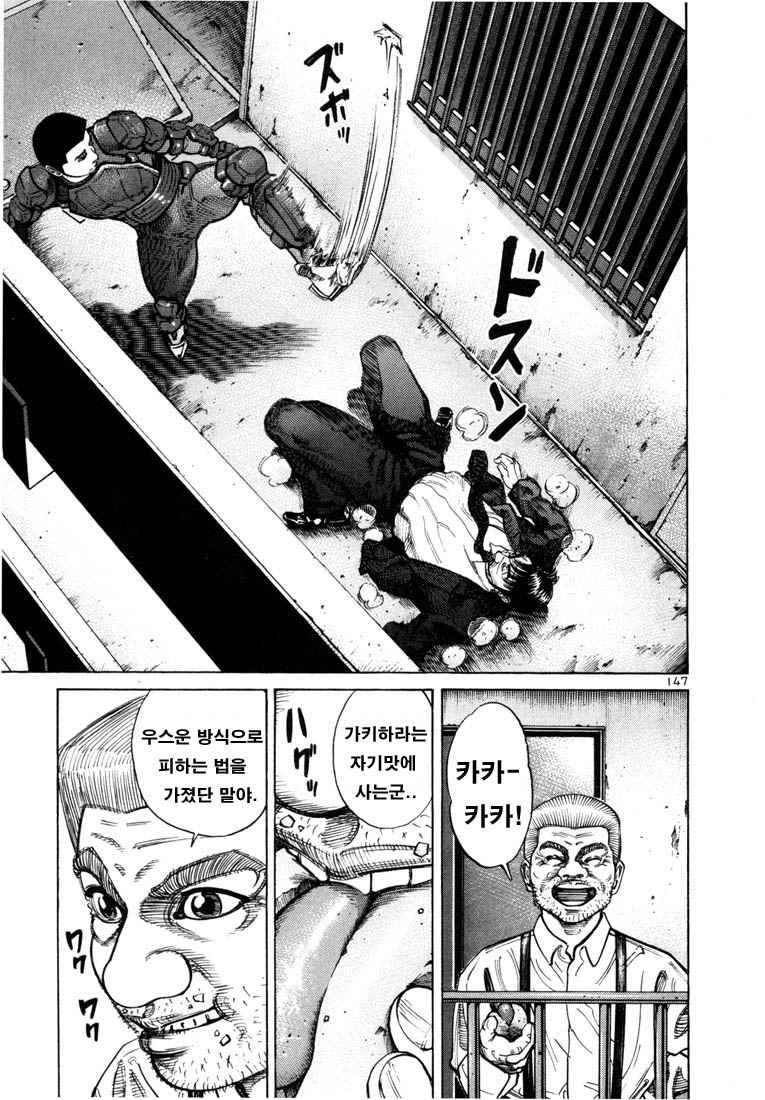 ズボッ
ドスン
147
카카-
카카!
가키하라는
자기맛에
사는군..
ハグッ
우스운 방식으로
피하는 법을
가졌단 말야.
ワク
ワク